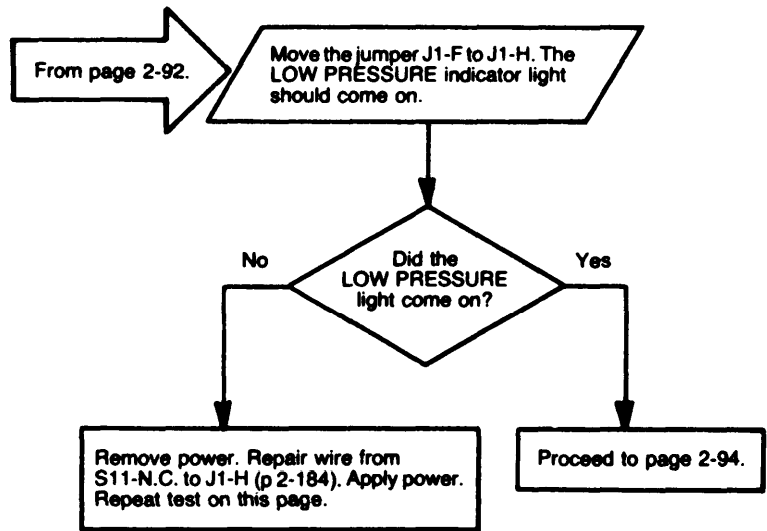 From page 2-92.
Move the jumper J1-F to J1-H. The
LOW PRESSURE indicator light
should come on.
Did the
LOW PRESSURE
light come on?
No
Yes
Remove power. Repair wire from
S11-N.C. to J1-H (p 2-184). Apply power.
Repeat test on this page.
Proceed to page 2-94.